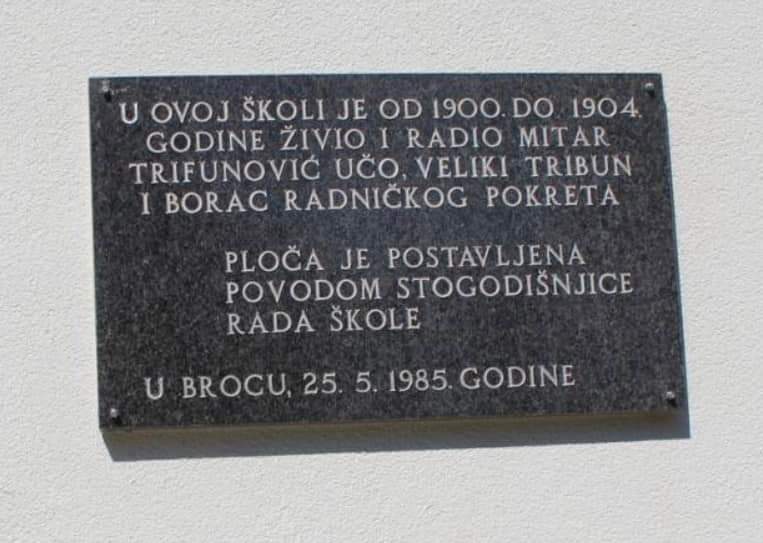 U OVOJ ŠKOLI JE OD 1900. DO 1904.
GODINE ŽIVIO I RADIO MITAR
TRIFUNOVIĆ UČO, VELIKI TRIBUN
I BORAC RADNIČKOG POKRETA
PLOČA JE POSTAVLJENA
POVODOM STOGODIŠNJICE
RADA ŠKOLE
U BROCU, 25. 5. 1985. GODINE